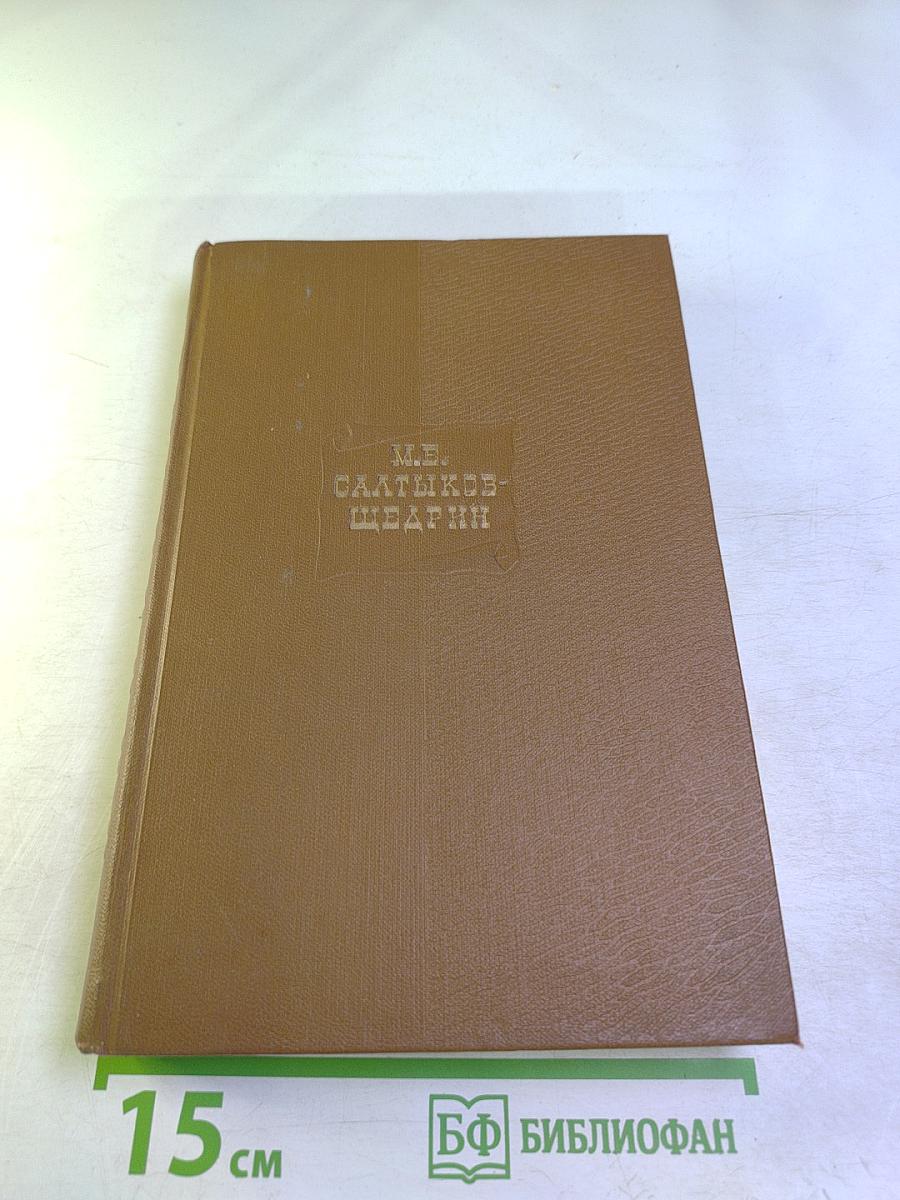 М.Е.
САЛТЫКОВ-
ЩЕДРИН
15 см
БФ БИБЛИОФАН